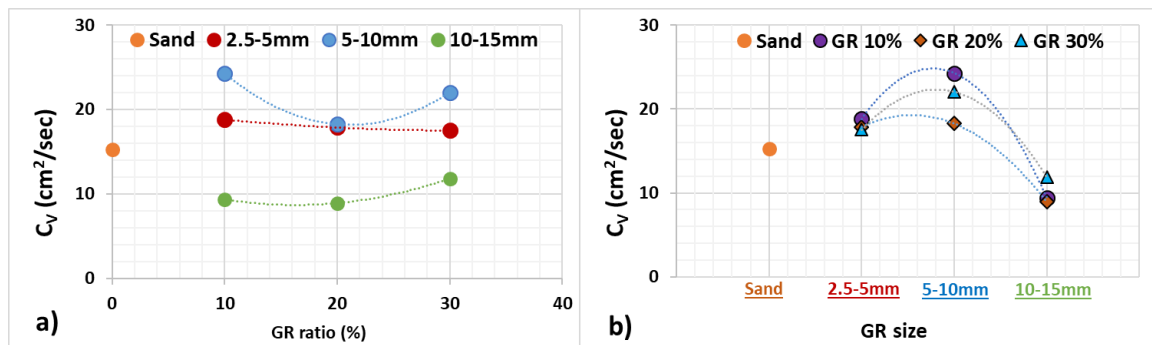 30
Sand 2.5-5mm 5-10mm 10-15mm
20
10
0
C_V (cm²/sec)
0 10 20 30 40
GR ratio (%)
a)
30
Sand GR 10% GR 20% GR 30%
20
10
0
C_V (cm²/sec)
Sand 2.5-5mm 5-10mm 10-15mm
GR size
b)